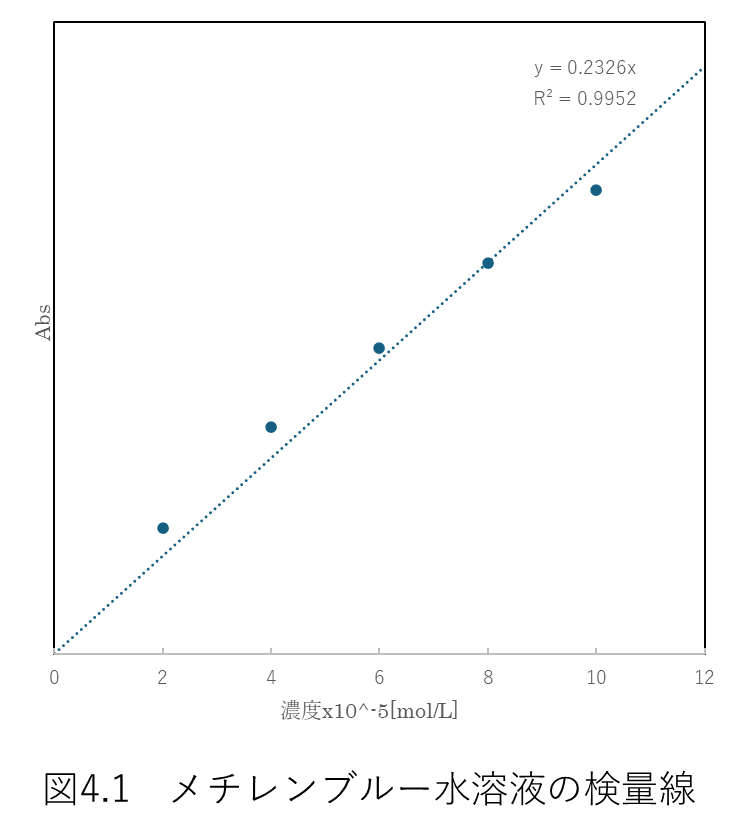 y = 0.2326x
R² = 0.9952
Abs
0 2 4 6 8 10 12
濃度x10^-5[mol/L]
図4.1　メチレンブルー水溶液の検量線